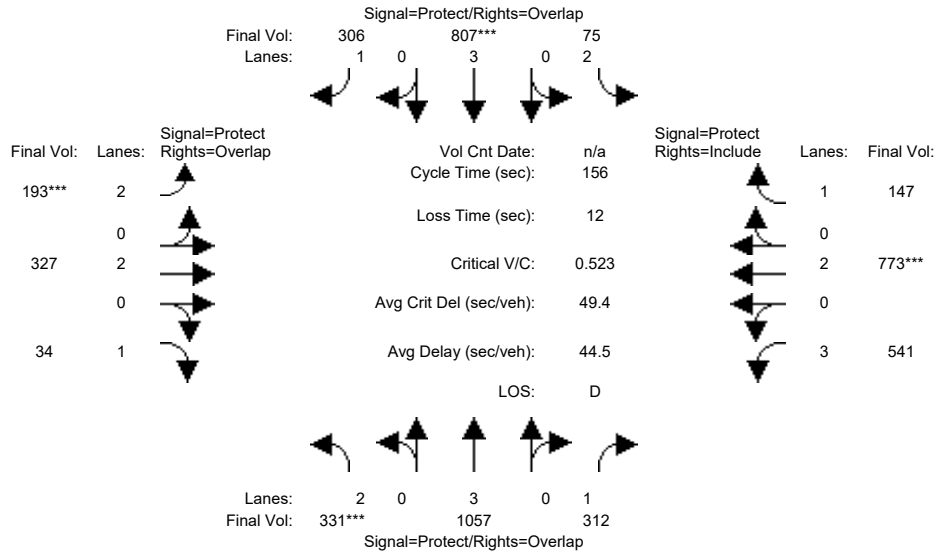 Signal=Protect/Rights=Overlap
Final Vol: 306 807*** 75
Lanes: 1 0 3 0 2
Signal=Protect
Final Vol: Lanes: Rights=Overlap
Vol Cnt Date: n/a
Signal=Protect
Rights=Include Lanes: Final Vol:
Cycle Time (sec): 156
193*** 2
1 147
Loss Time (sec): 12
0
0
327 2
Critical V/C: 0.523
2 773***
0
Avg Crit Del (sec/veh): 49.4
0
34 1
Avg Delay (sec/veh): 44.5
3 541
LOS: D
Lanes: 2 0 3 0 1
Final Vol: 331*** 1057 312
Signal=Protect/Rights=Overlap